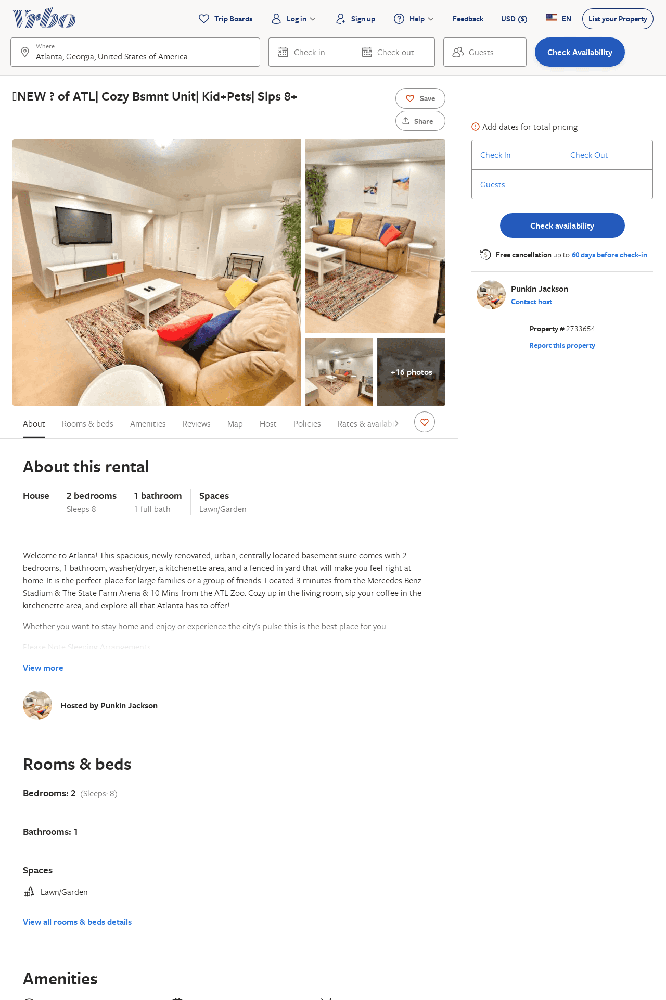 Vrbo
Trip Boards
Log in
Sign up
Help
Feedback
USD ($)
EN
List your Property
Where
Atlanta, Georgia, United States of America
Check-in
Check-out
Guests
Check Availability
NEW ? of ATL| Cozy Bsmnt Unit| Kid+Pets| Slps 8+
Save
Share
+16 photos
Add dates for total pricing
Check In
Check Out
Guests
Check availability
Free cancellation up to 60 days before check-in
Punkin Jackson
Contact host
Property # 2733654
Report this property
About
Rooms & beds
Amenities
Reviews
Map
Host
Policies
Rates &
About this rental
House
2 bedrooms
Sleeps 8
1 bathroom
1 full bath
Spaces
Lawn/Garden
Welcome to Atlanta! This spacious, newly renovated, urban, centrally located basement suite comes with 2
bedrooms, 1 bathroom, washer/dryer, a kitchenette area, and a fenced in yard that will make you feel right at
home. It is the perfect place for large families or a group of friends. Located 3 minutes from the Mercedes Benz
Stadium & The State Farm Arena & 10 Mins from the ATL Zoo. Cozy up in the living room, sip your coffee in the
kitchenette area, and explore all that Atlanta has to offer!
Whether you want to stay home and enjoy or experience the city's pulse this is the best place for you.
Please Note Sleeping Arrangements:
View more
Hosted by Punkin Jackson
Rooms & beds
Bedrooms: 2 (Sleeps: 8)
Bathrooms: 1
Spaces
Lawn/Garden
View all rooms & beds details
Amenities